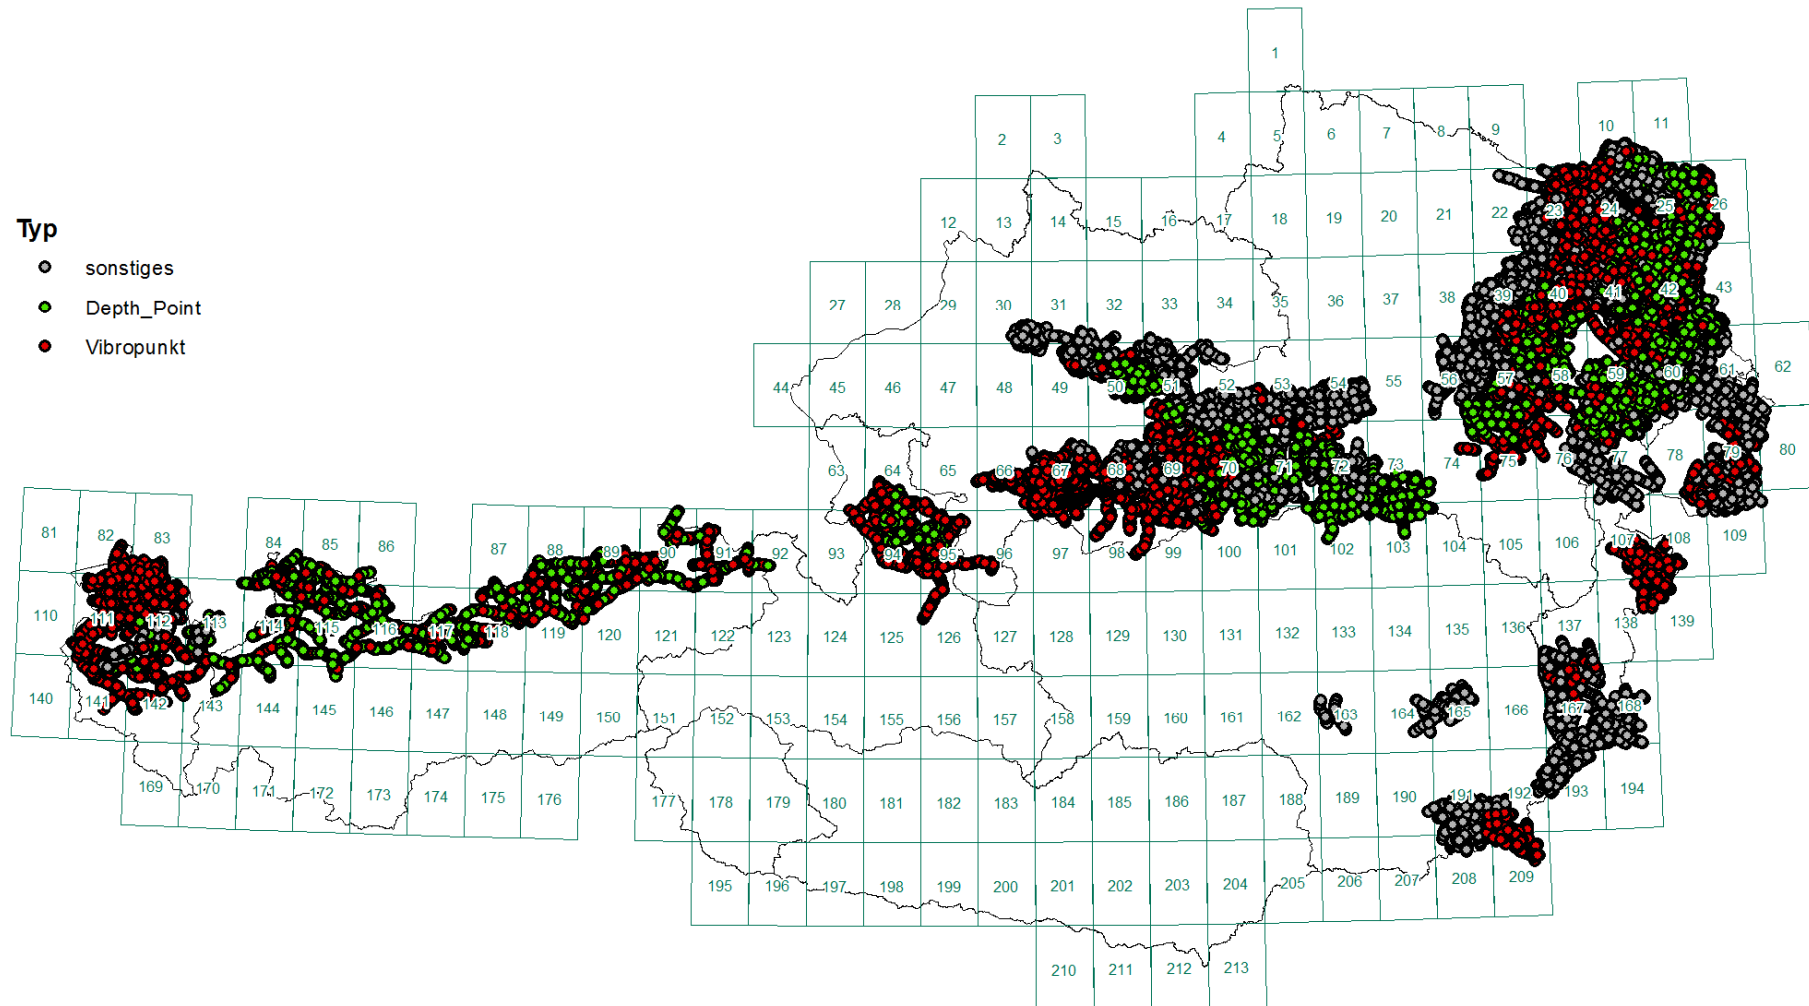 Typ
sonstiges
Depth_Point
Vibropunkt
1
2 3 4 5 6 7 8 9 10 11
12 13 14 15 16 17 18 19 20 21 22 23 24 25 26
27 28 29 30 31 32 33 34 35 36 37 38 39 40 41 42 43
44 45 46 47 48 49 50 51 52 53 54 55 56 57 58 59 60 61 62
63 64 65 66 67 68 69 70 71 72 73 74 75 76 77 78 79 80
81 82 83 84 85 86 87 88 89 90 91 92 93 94 95 96 97 98 99 100 101 102 103 104 105 106 107 108 109
110 111 112 113 114 115 116 117 118 119 120 121 122 123 124 125 126 127 128 129 130 131 132 133 134 135 136 137 138 139
140 141 142 143 144 145 146 147 148 149 150 151 152 153 154 155 156 157 158 159 160 161 162 163 164 165 166 167 168
169 170 171 172 173 174 175 176 177 178 179 180 181 182 183 184 185 186 187 188 189 190 191 192 193 194
195 196 197 198 199 200 201 202 203 204 205 206 207 208 209
210 211 212 213